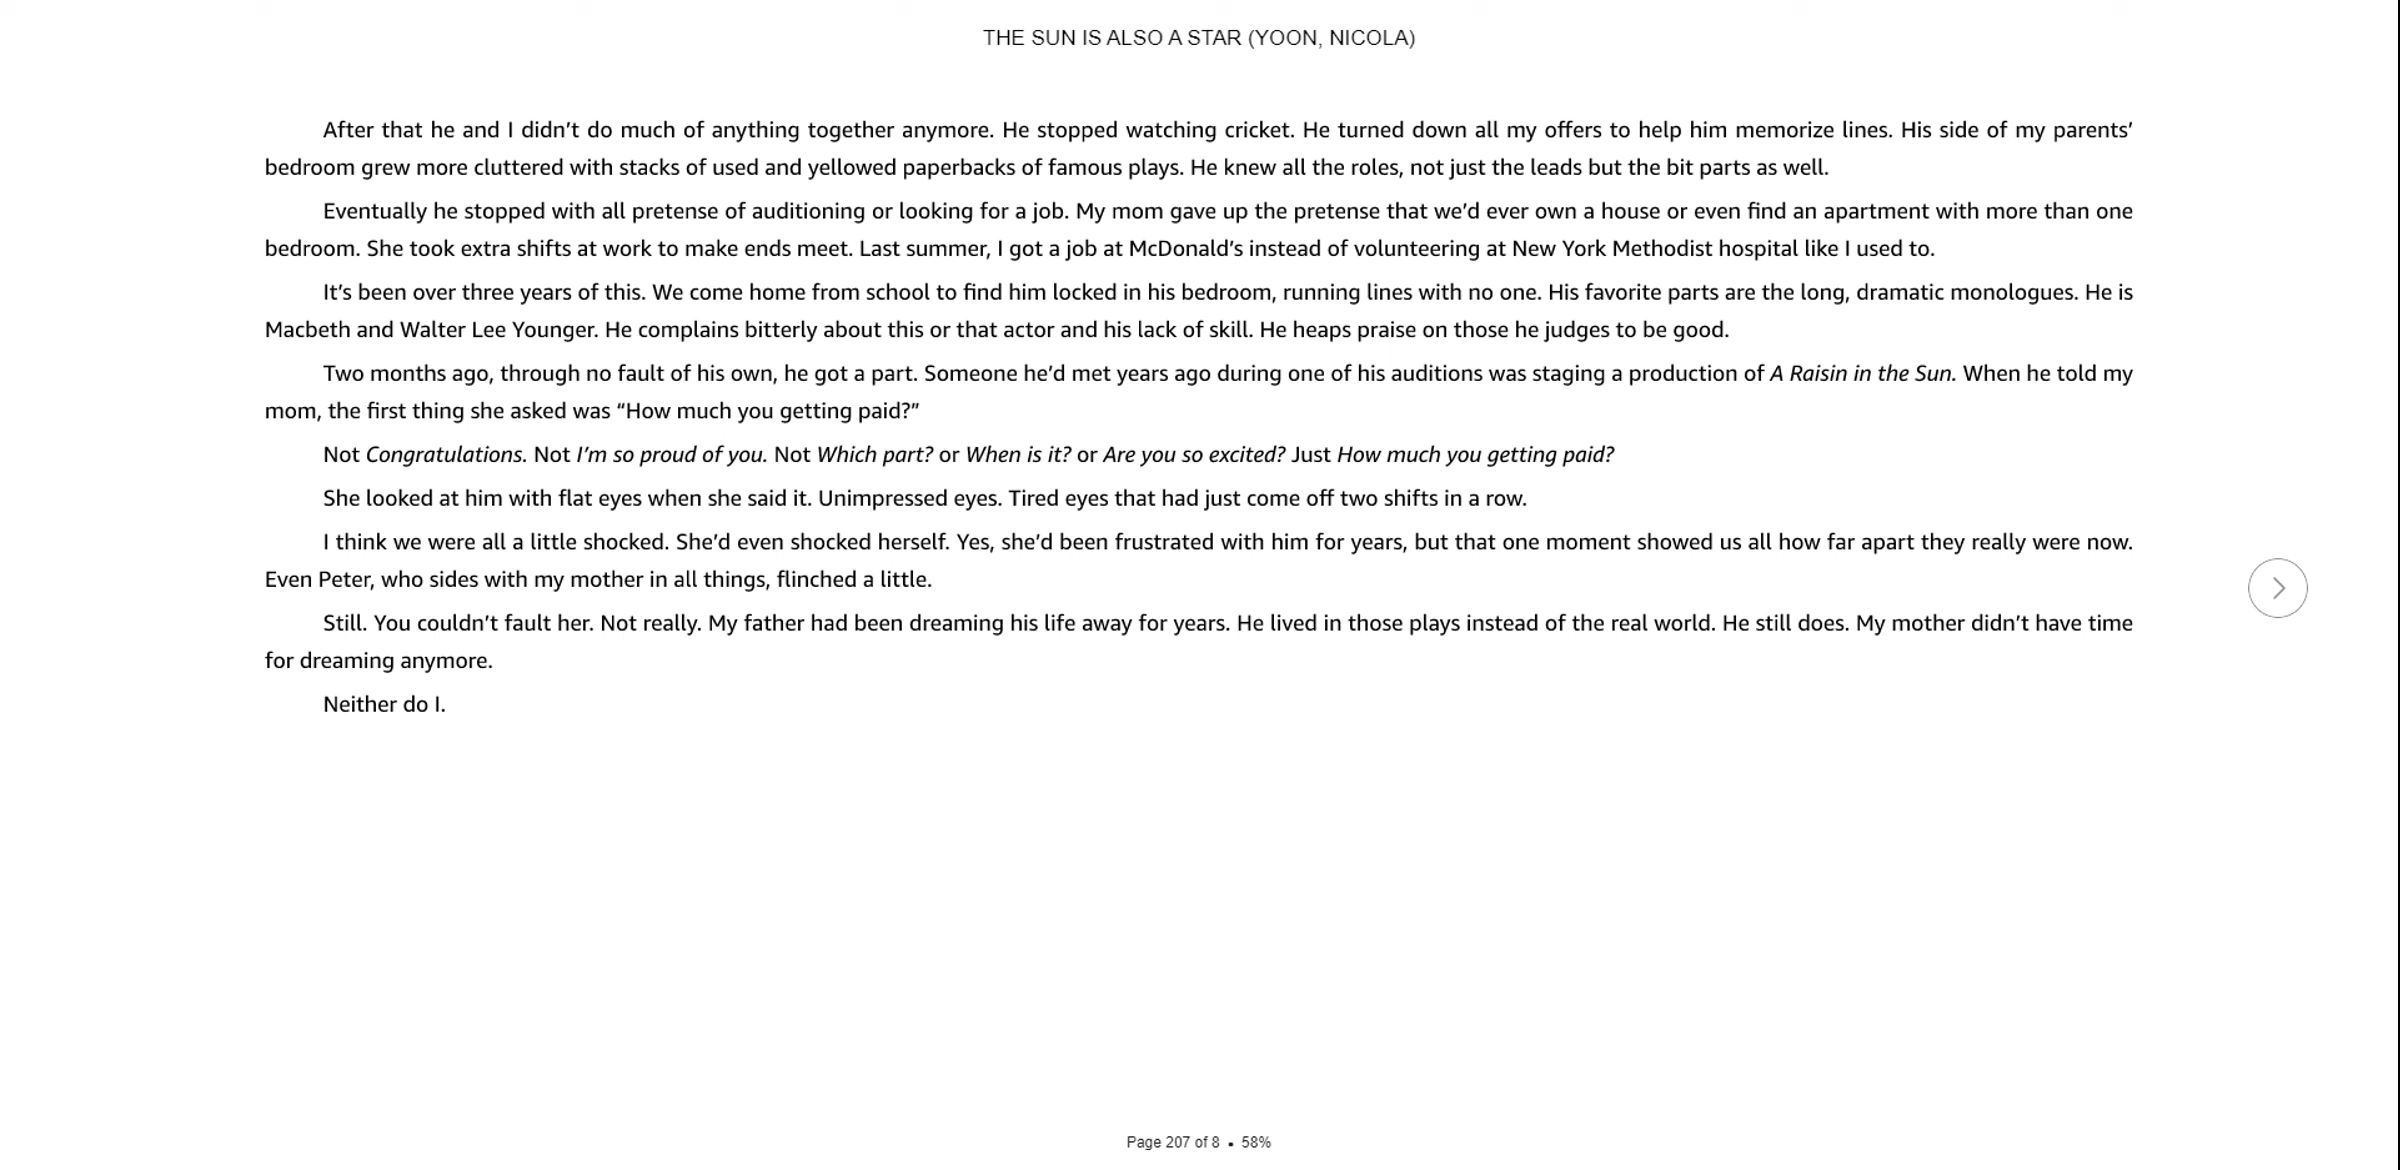 THE SUN IS ALSO A STAR (YOON, NICOLA)
After that he and I didn’t do much of anything together anymore. He stopped watching cricket. He turned down all my offers to help him memorize lines. His side of my parents’
bedroom grew more cluttered with stacks of used and yellowed paperbacks of famous plays. He knew all the roles, not just the leads but the bit parts as well.
Eventually he stopped with all pretense of auditioning or looking for a job. My mom gave up the pretense that we’d ever own a house or even find an apartment with more than one
bedroom. She took extra shifts at work to make ends meet. Last summer, I got a job at McDonald’s instead of volunteering at New York Methodist hospital like I used to.
It’s been over three years of this. We come home from school to find him locked in his bedroom, running lines with no one. His favorite parts are the long, dramatic monologues. He is
Macbeth and Walter Lee Younger. He complains bitterly about this or that actor and his lack of skill. He heaps praise on those he judges to be good.
Two months ago, through no fault of his own, he got a part. Someone he’d met years ago during one of his auditions was staging a production of A Raisin in the Sun. When he told my
mom, the first thing she asked was “How much you getting paid?”
Not Congratulations. Not I’m so proud of you. Not Which part? or When is it? or Are you so excited? Just How much you getting paid?
She looked at him with flat eyes when she said it. Unimpressed eyes. Tired eyes that had just come off two shifts in a row.
I think we were all a little shocked. She’d even shocked herself. Yes, she’d been frustrated with him for years, but that one moment showed us all how far apart they really were now.
Even Peter, who sides with my mother in all things, flinched a little.
Still. You couldn’t fault her. Not really. My father had been dreaming his life away for years. He lived in those plays instead of the real world. He still does. My mother didn’t have time
for dreaming anymore.
Neither do I.
Page 207 of 8 • 58%